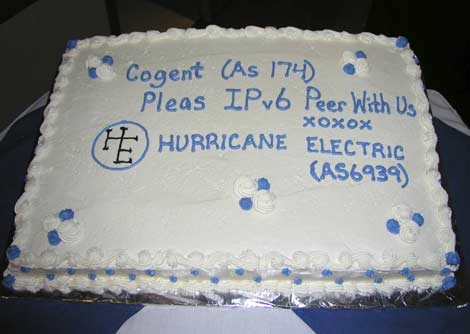 Cogent (As 174)
Pleas IPv6 Peer With Us
xoxox
HE HURRICANE ELECTRIC
(AS6939)